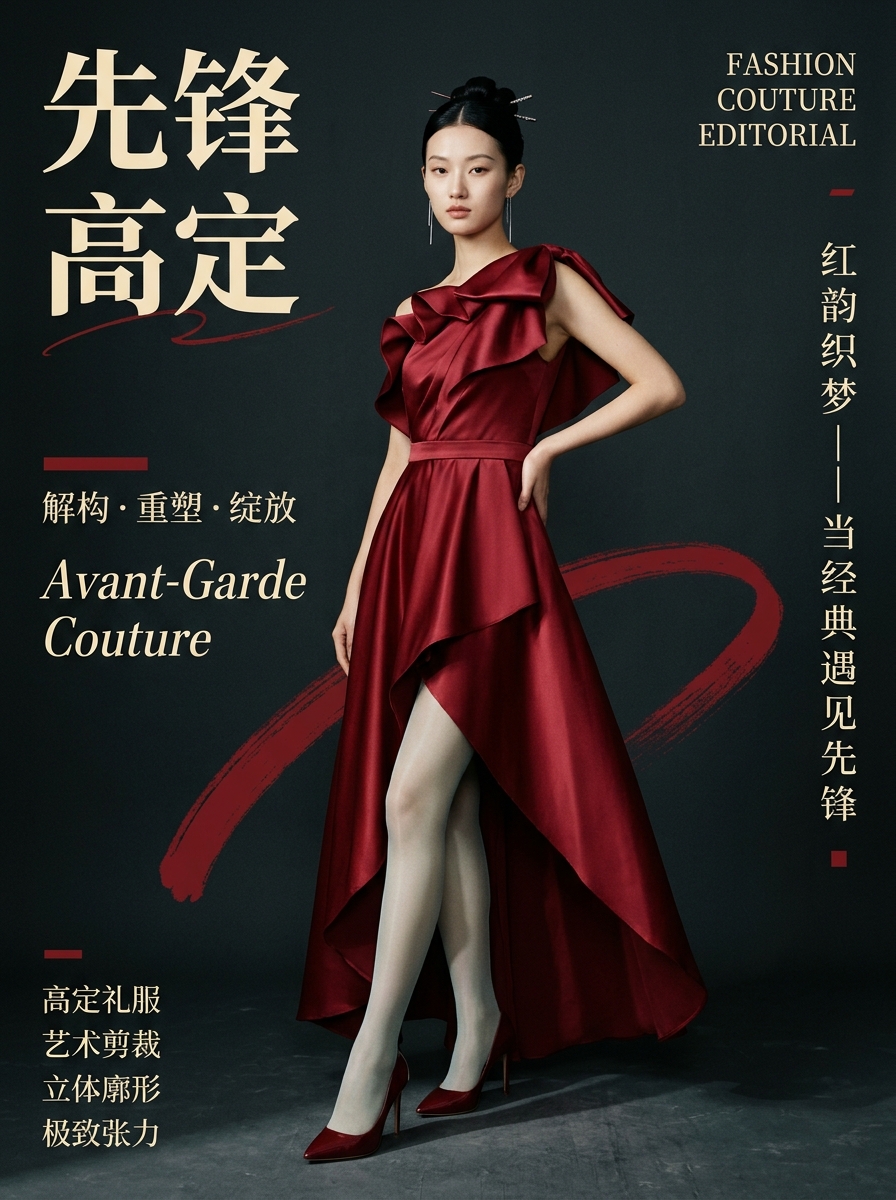 先锋
高定
FASHION
COUTURE
EDITORIAL
红韵织梦——当经典遇见先锋
解构·重塑·绽放
Avant-Garde
Couture
高定礼服
艺术剪裁
立体廓形
极致张力